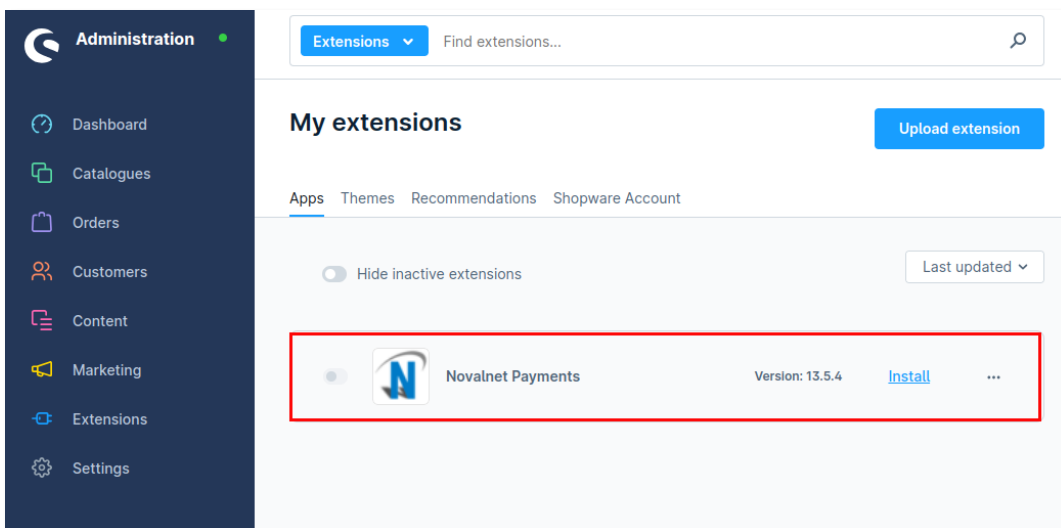 Administration
Extensions
Find extensions...
Dashboard
Catalogues
Orders
Customers
Content
Marketing
Extensions
Settings
My extensions
Upload extension
Apps Themes Recommendations Shopware Account
Hide inactive extensions
Last updated
N
Novalnet Payments
Version: 13.5.4
Install
...